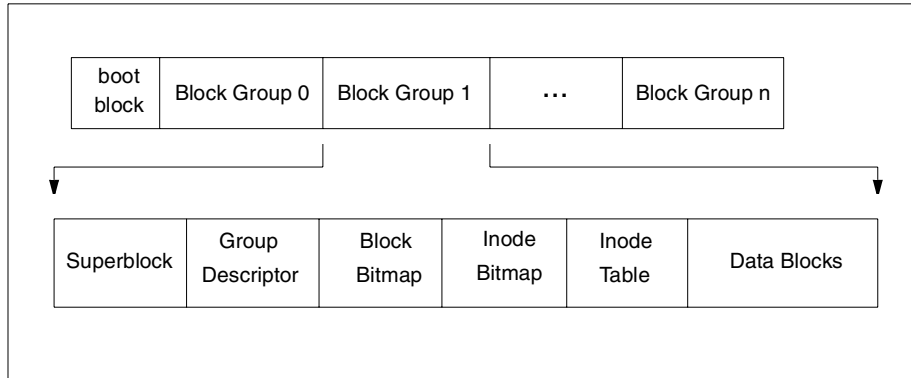 boot
block
Block Group 0
Block Group 1
...
Block Group n
Superblock
Group
Descriptor
Block
Bitmap
Inode
Bitmap
Inode
Table
Data Blocks